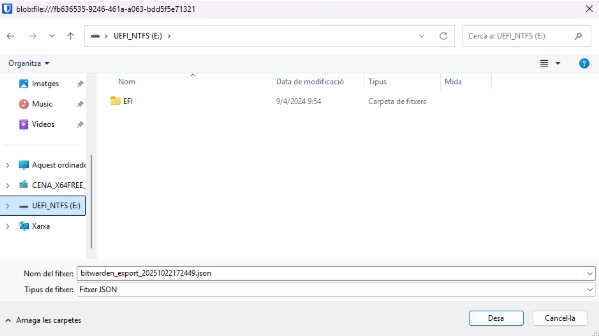 blob:file:///fb636535-9246-461a-a063-bdd5f5e71321
UEFI_NTFS (E:)
Cerca a: UEFI_NTFS (E:)
Organitza
Nom
Data de modificació
Tipus
Mida
Imatges
Music
Vídeos
EFI
9/4/2024 9:54
Carpeta de fitxers
Aquest ordinado
CENA_X64FREE_
UEFI_NTFS (E:)
Xarxa
Nom del fitxer: bitwarden_export_20251022172449.json
Tipus de fitxer: Fitxer JSON
Amaga les carpetes
Desa
Cancel·la